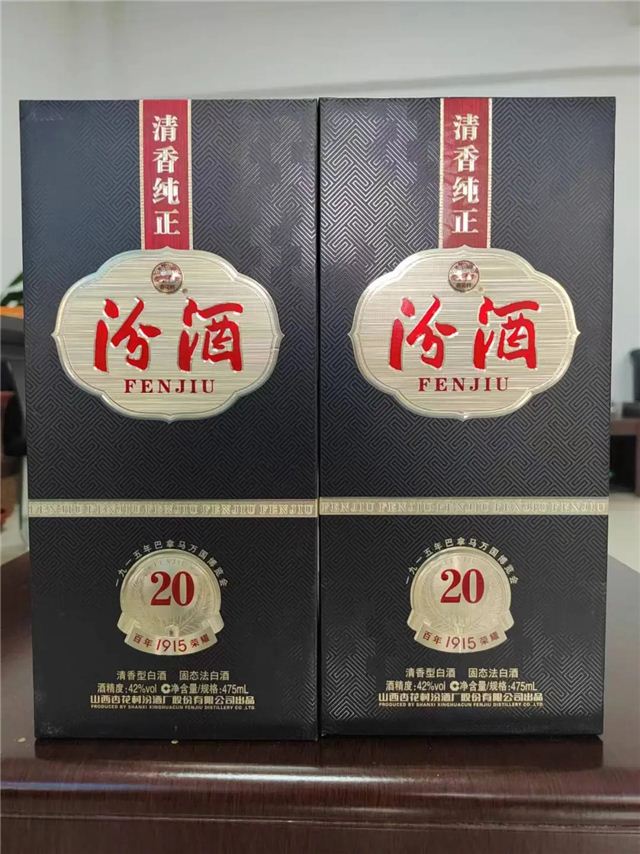 清香纯正
汾酒
FENJIU
FENJIU FENJIU FENJIU FENJIU FENJIU
一九一五年巴拿马万国博览会
FENJIU
20
百年1915荣耀
清香型白酒 固态法白酒
酒精度:42%vol 净含量/规格:475mL
山西杏花村汾酒厂股份有限公司出品
PRODUCED BY SHANXI XINGHUACUN FENJIU DISTILLERY CO.,LTD.
清香纯正
汾酒
FENJIU
FENJIU FENJIU FENJIU FENJIU FENJIU
一九一五年巴拿马万国博览会
FENJIU
20
百年1915荣耀
清香型白酒 固态法白酒
酒精度:42%vol 净含量/规格:475mL
山西杏花村汾酒厂股份有限公司出品
PRODUCED BY SHANXI XINGHUACUN FENJIU DISTILLERY CO.,LTD.